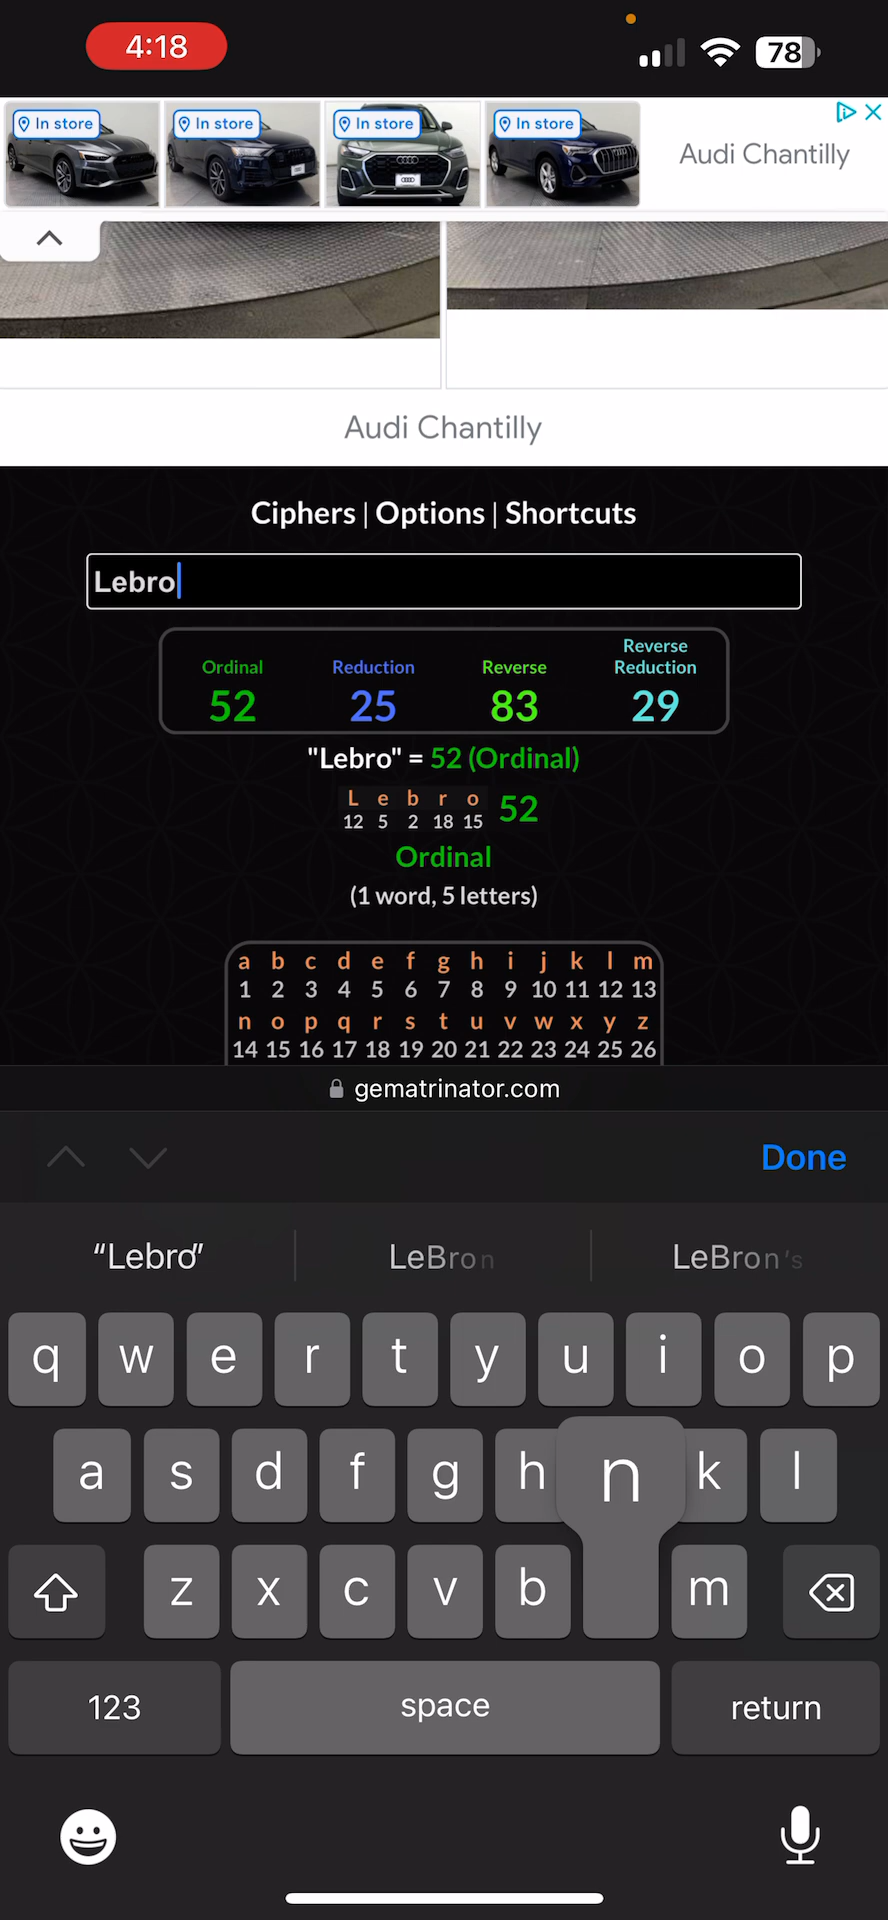 4:18
78
In store
In store
In store
In store
Audi Chantilly
Audi Chantilly
Ciphers | Options | Shortcuts
Lebro
Ordinal Reduction Reverse Reverse Reduction
52 25 83 29
"Lebro" = 52 (Ordinal)
L e b r o 52
12 5 2 18 15
Ordinal
(1 word, 5 letters)
a b c d e f g h i j k l m
1 2 3 4 5 6 7 8 9 10 11 12 13
n o p q r s t u v w x y z
14 15 16 17 18 19 20 21 22 23 24 25 26
gematrinator.com
Done
“Lebro” LeBron LeBron's
q w e r t y u i o p
a s d f g h n k l
z x c v b m
123 space return